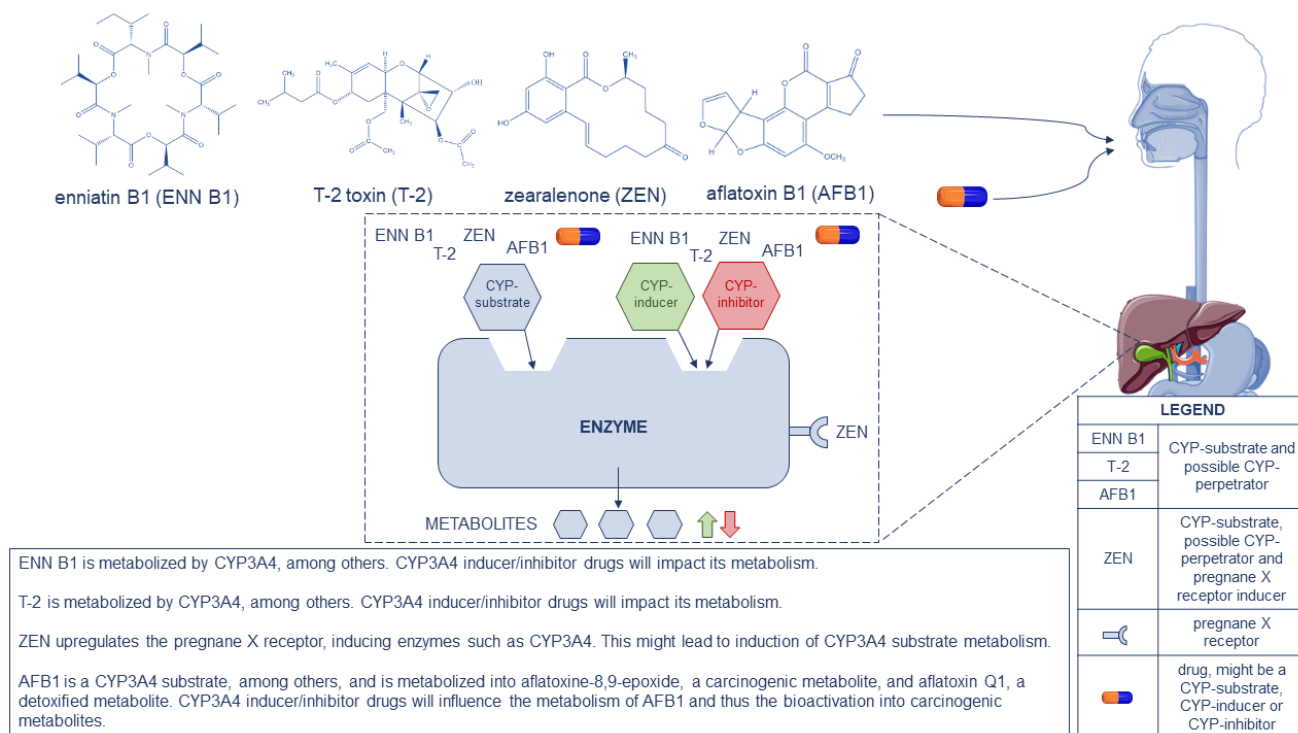 CH₃
OH
O
O
CH₃
H₃C
O
O
H
H
OH
HO
O
O
CH₃
O
OCH₃
H
H
enniatin B1 (ENN B1)
T-2 toxin (T-2)
zearalenone (ZEN)
aflatoxin B1 (AFB1)
ENN B1
T-2
ZEN
AFB1
ENN B1
T-2
ZEN
AFB1
CYP-
substrate
CYP-
inducer
CYP-
inhibitor
ENZYME
ZEN
METABOLITES
LEGEND
ENN B1
T-2
AFB1
CYP-substrate and
possible CYP-
perpetrator
ZEN
CYP-substrate,
possible CYP-
perpetrator and
pregnane X
receptor inducer
pregnane X
receptor
drug, might be a
CYP-substrate,
CYP-inducer or
CYP-inhibitor
ENN B1 is metabolized by CYP3A4, among others. CYP3A4 inducer/inhibitor drugs will impact its metabolism.
T-2 is metabolized by CYP3A4, among others. CYP3A4 inducer/inhibitor drugs will impact its metabolism.
ZEN upregulates the pregnane X receptor, inducing enzymes such as CYP3A4. This might lead to induction of CYP3A4 substrate metabolism.
AFB1 is a CYP3A4 substrate, among others, and is metabolized into aflatoxine-8,9-epoxide, a carcinogenic metabolite, and aflatoxin Q1, a
detoxified metabolite. CYP3A4 inducer/inhibitor drugs will influence the metabolism of AFB1 and thus the bioactivation into carcinogenic
metabolites.